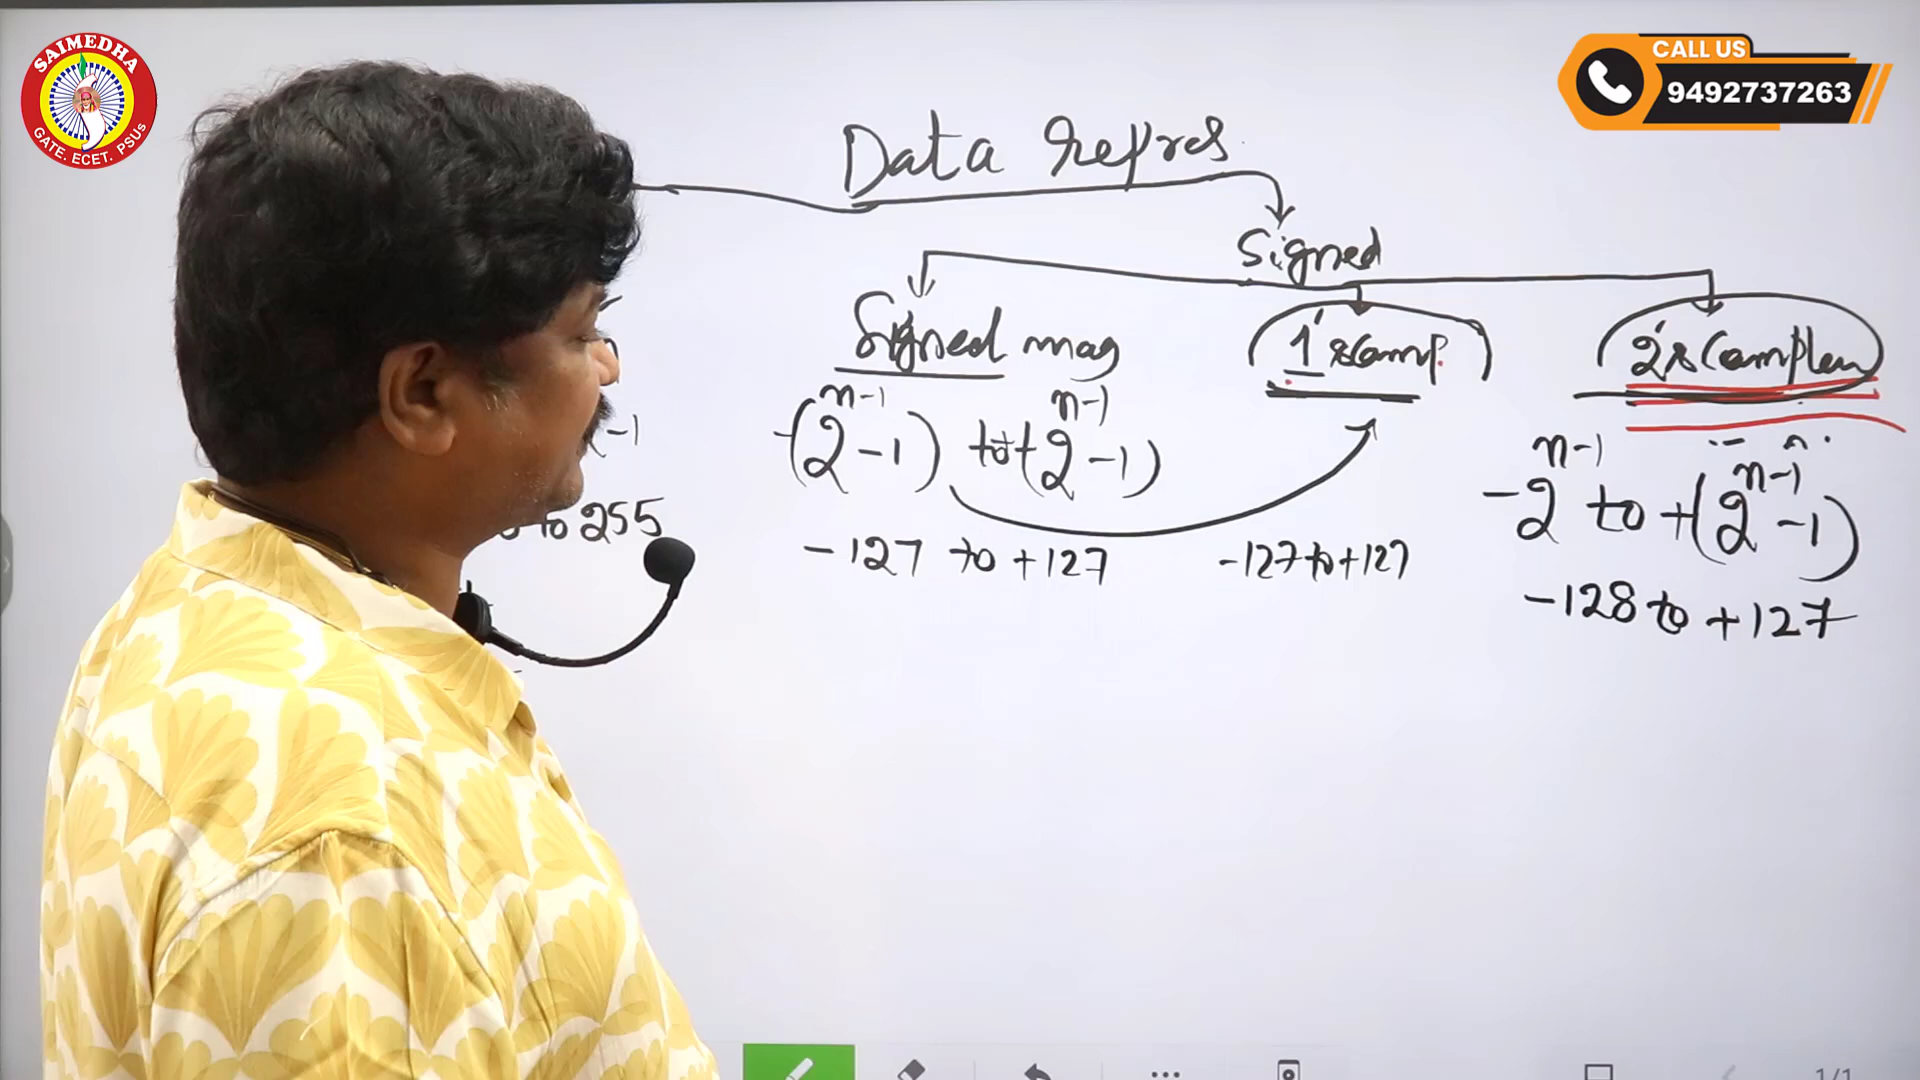 SAIMEDHA
GATE. ECET. PSUs
CALL US
9492737263
Data repres
Signed
Signed mag
1's comp.
2's Complem
-(2^{n-1} -1) to +(2^{n-1} -1)
-2^{n-1} to +(2^{n-1} -1)
to 255
-127 to +127
-127 to +127
-128 to +127
1/1